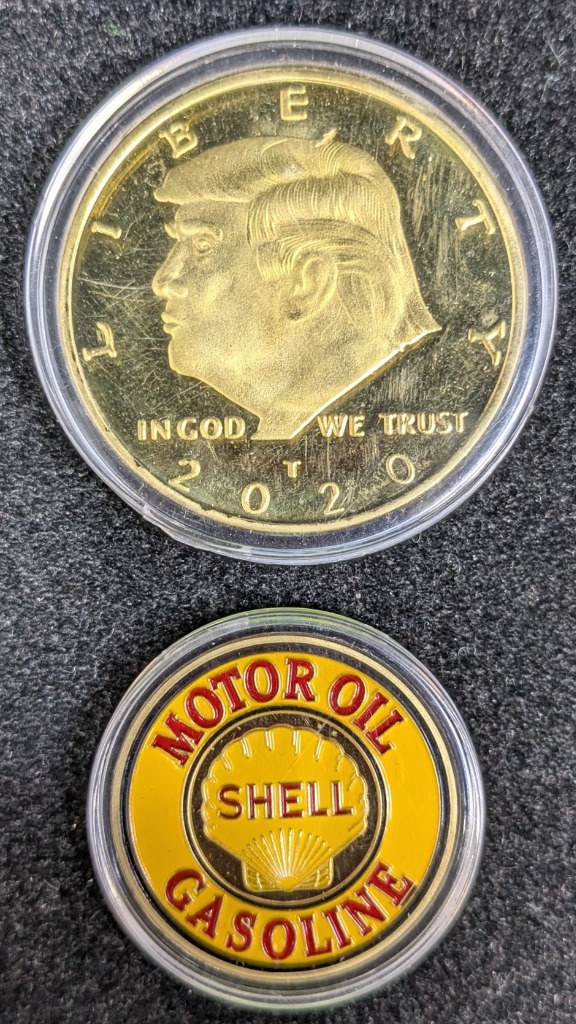 LIBERTY
IN GOD WE TRUST
T
2020
MOTOR OIL
SHELL
GASOLINE